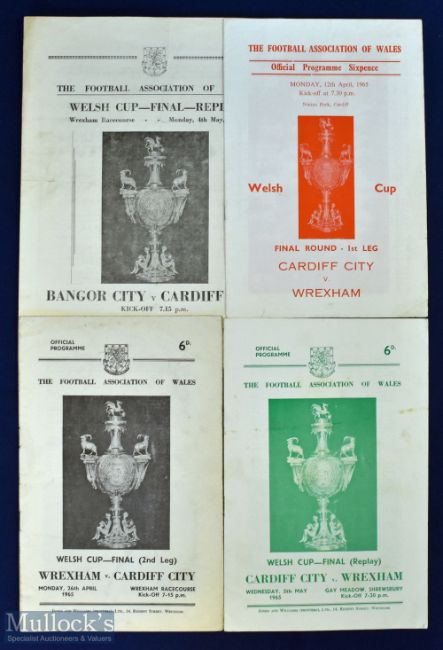 THE FOOTBALL ASSOCIATION OF
WELSH CUP—FINAL—REPL
Wrexham Racecourse - - Monday, 4th May,
BANGOR CITY v CARDIFF
KICK-OFF 7.15 p.m.
THE FOOTBALL ASSOCIATION OF WALES
Official Programme Sixpence
MONDAY, 12th April, 1965
Kick-off at 7.30 p.m.
Ninian Park, Cardiff
Welsh Cup
FINAL ROUND - 1st LEG
CARDIFF CITY
v.
WREXHAM
OFFICIAL
PROGRAMME
6D.
THE FOOTBALL ASSOCIATION OF WALES
WELSH CUP—FINAL (2nd Leg)
WREXHAM v. CARDIFF CITY
MONDAY, 26th APRIL WREXHAM RACECOURSE
1965 Kick-Off 7-15 p.m.
OFFICIAL
PROGRAMME
6D.
THE FOOTBALL ASSOCIATION OF WALES
WELSH CUP—FINAL (Replay)
CARDIFF CITY v. WREXHAM
WEDNESDAY, 5th MAY GAY MEADOW, SHREWSBURY
1965 Kick-Off 7-30 p.m.
Mullock's
Specialist Auctioneers & Valuers